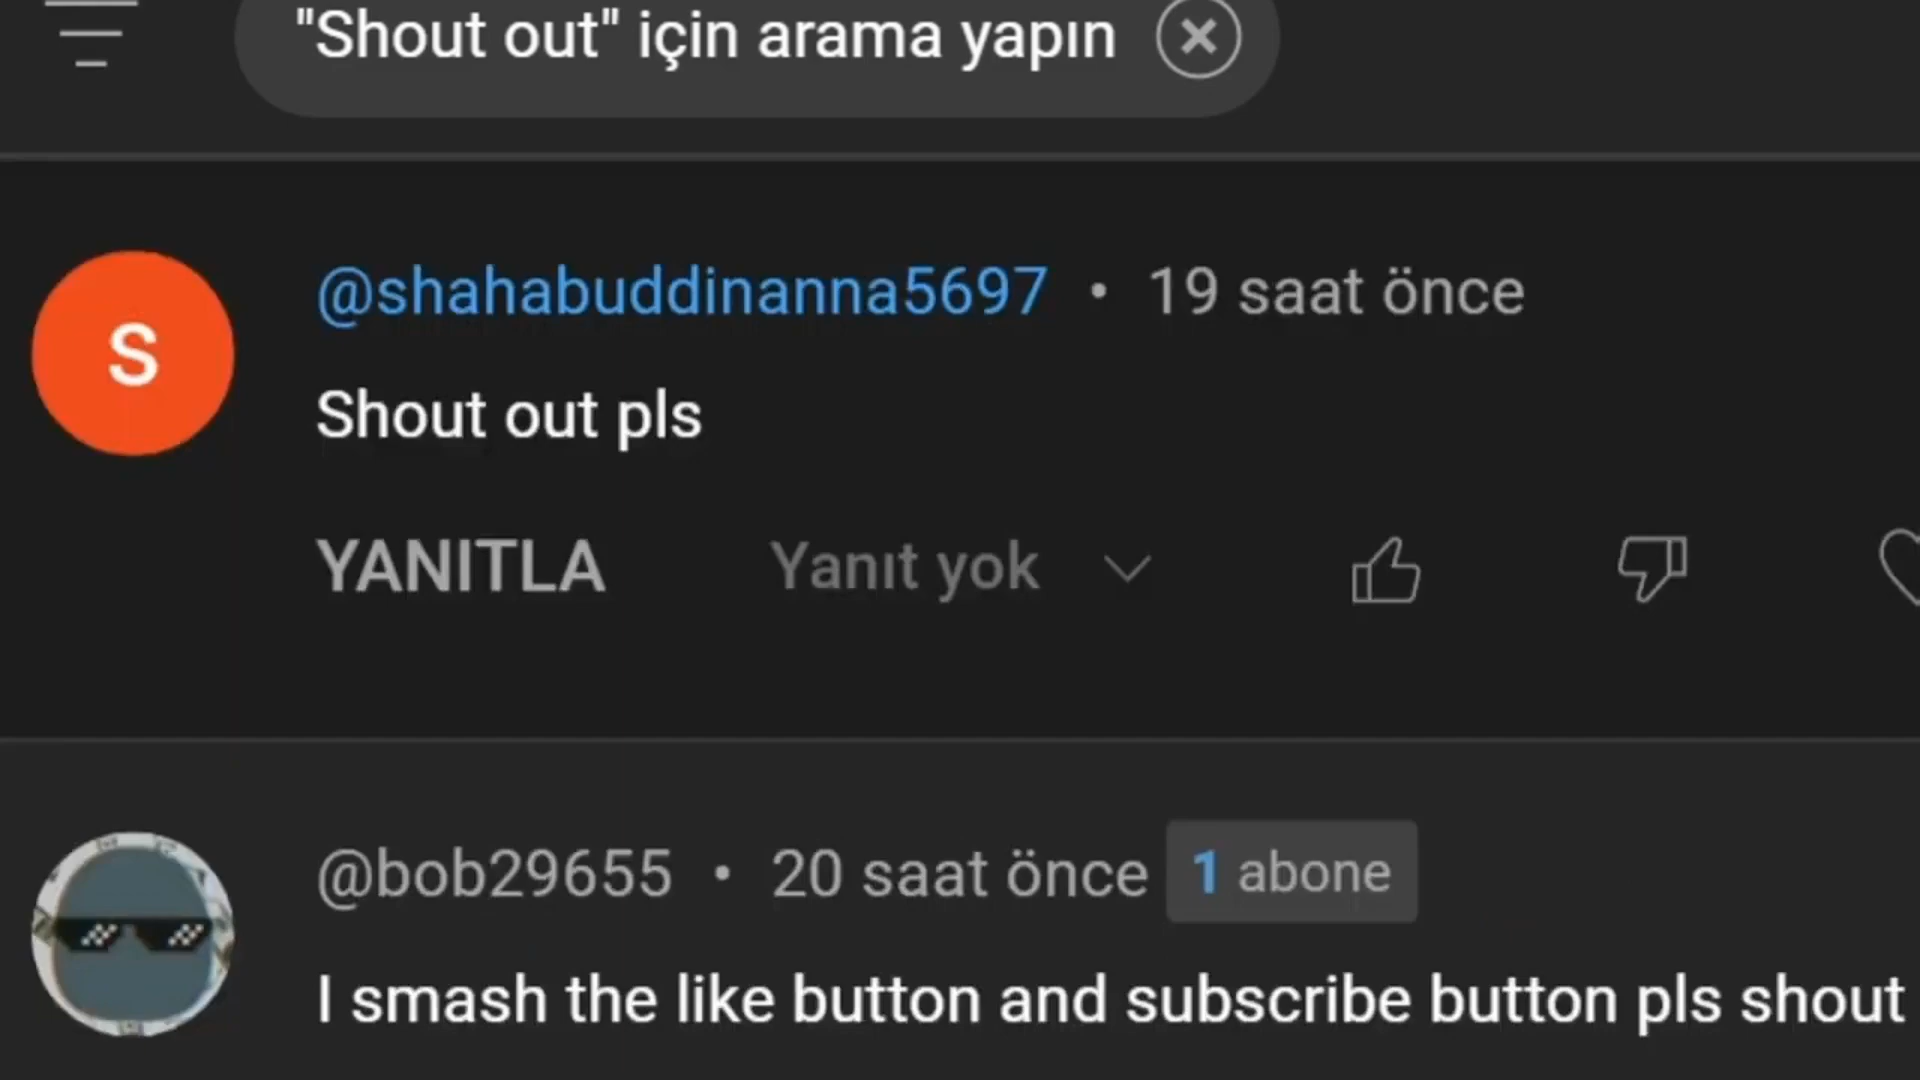 "Shout out" için arama yapın
S
@shahabuddinanna5697 • 19 saat önce
Shout out pls
YANITLA Yanıt yok
@bob29655 • 20 saat önce 1 abone
I smash the like button and subscribe button pls shout